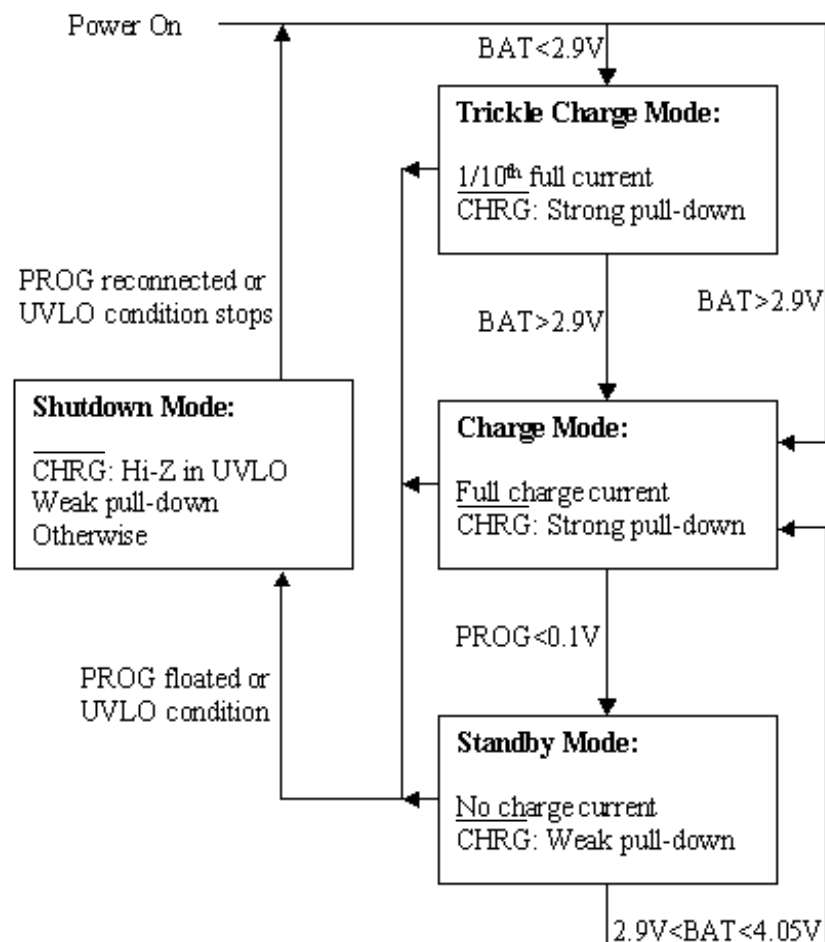 Power On
BAT<2.9V
Trickle Charge Mode:
1/10th full current
CHRG: Strong pull-down
PROG reconnected or
UVLO condition stops
BAT>2.9V
BAT>2.9V
Shutdown Mode:
CHRG: Hi-Z in UVLO
Weak pull-down
Otherwise
Charge Mode:
Full charge current
CHRG: Strong pull-down
PROG<0.1V
PROG floated or
UVLO condition
Standby Mode:
No charge current
CHRG: Weak pull-down
2.9V<BAT<4.05V